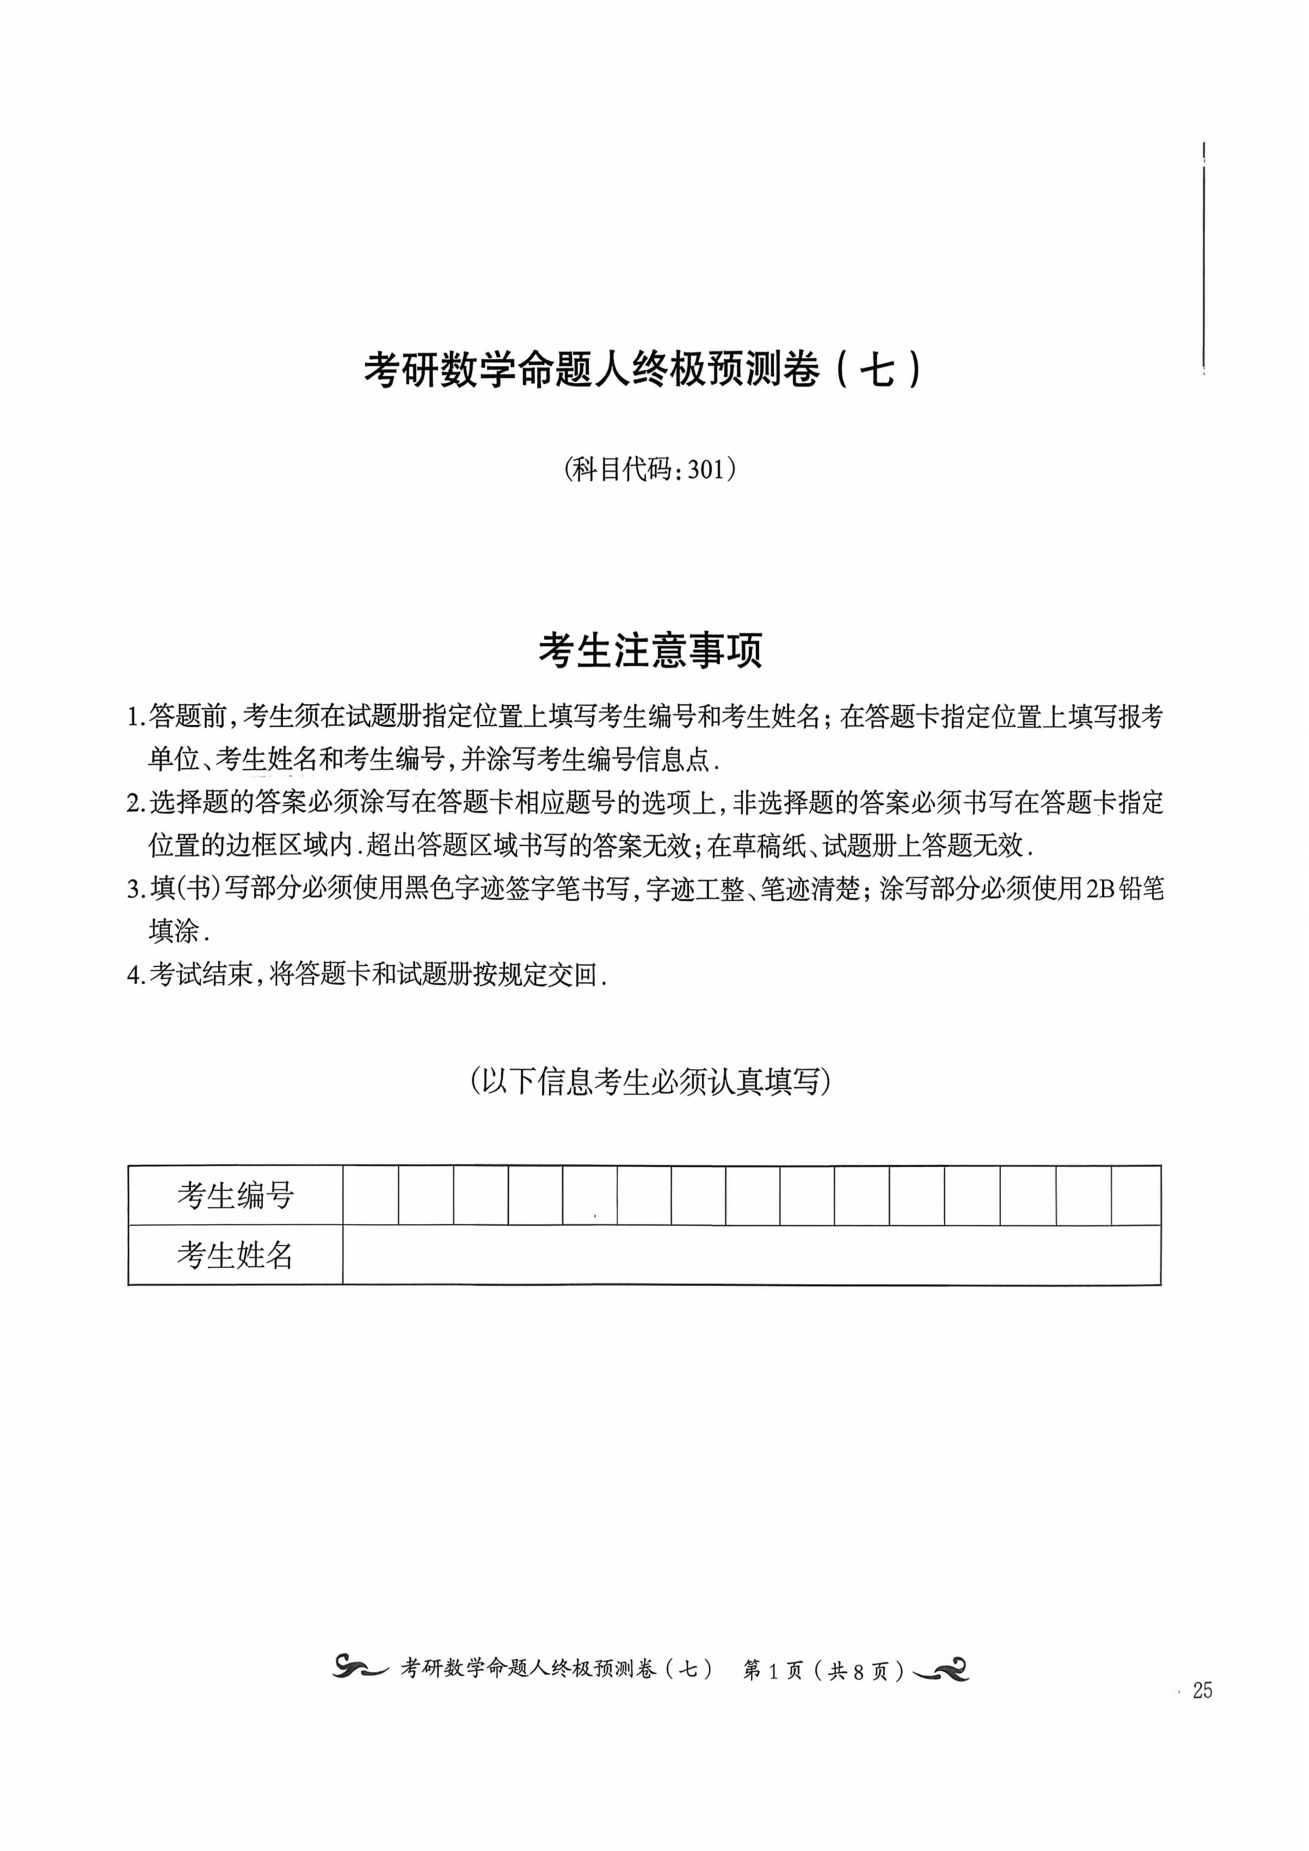 考研数学命题人终极预测卷(七)
(科目代码:301)
考生注意事项
1.答题前,考生须在试题册指定位置上填写考生编号和考生姓名;在答题卡指定位置上填写报考
单位、考生姓名和考生编号,并涂写考生编号信息点.
2.选择题的答案必须涂写在答题卡相应题号的选项上,非选择题的答案必须书写在答题卡指定
位置的边框区域内.超出答题区域书写的答案无效;在草稿纸、试题册上答题无效.
3.填(书)写部分必须使用黑色字迹签字笔书写,字迹工整、笔迹清楚;涂写部分必须使用2B铅笔
填涂.
4.考试结束,将答题卡和试题册按规定交回.
(以下信息考生必须认真填写)
考生编号
考生姓名
考研数学命题人终极预测卷(七) 第1页(共8页)
25